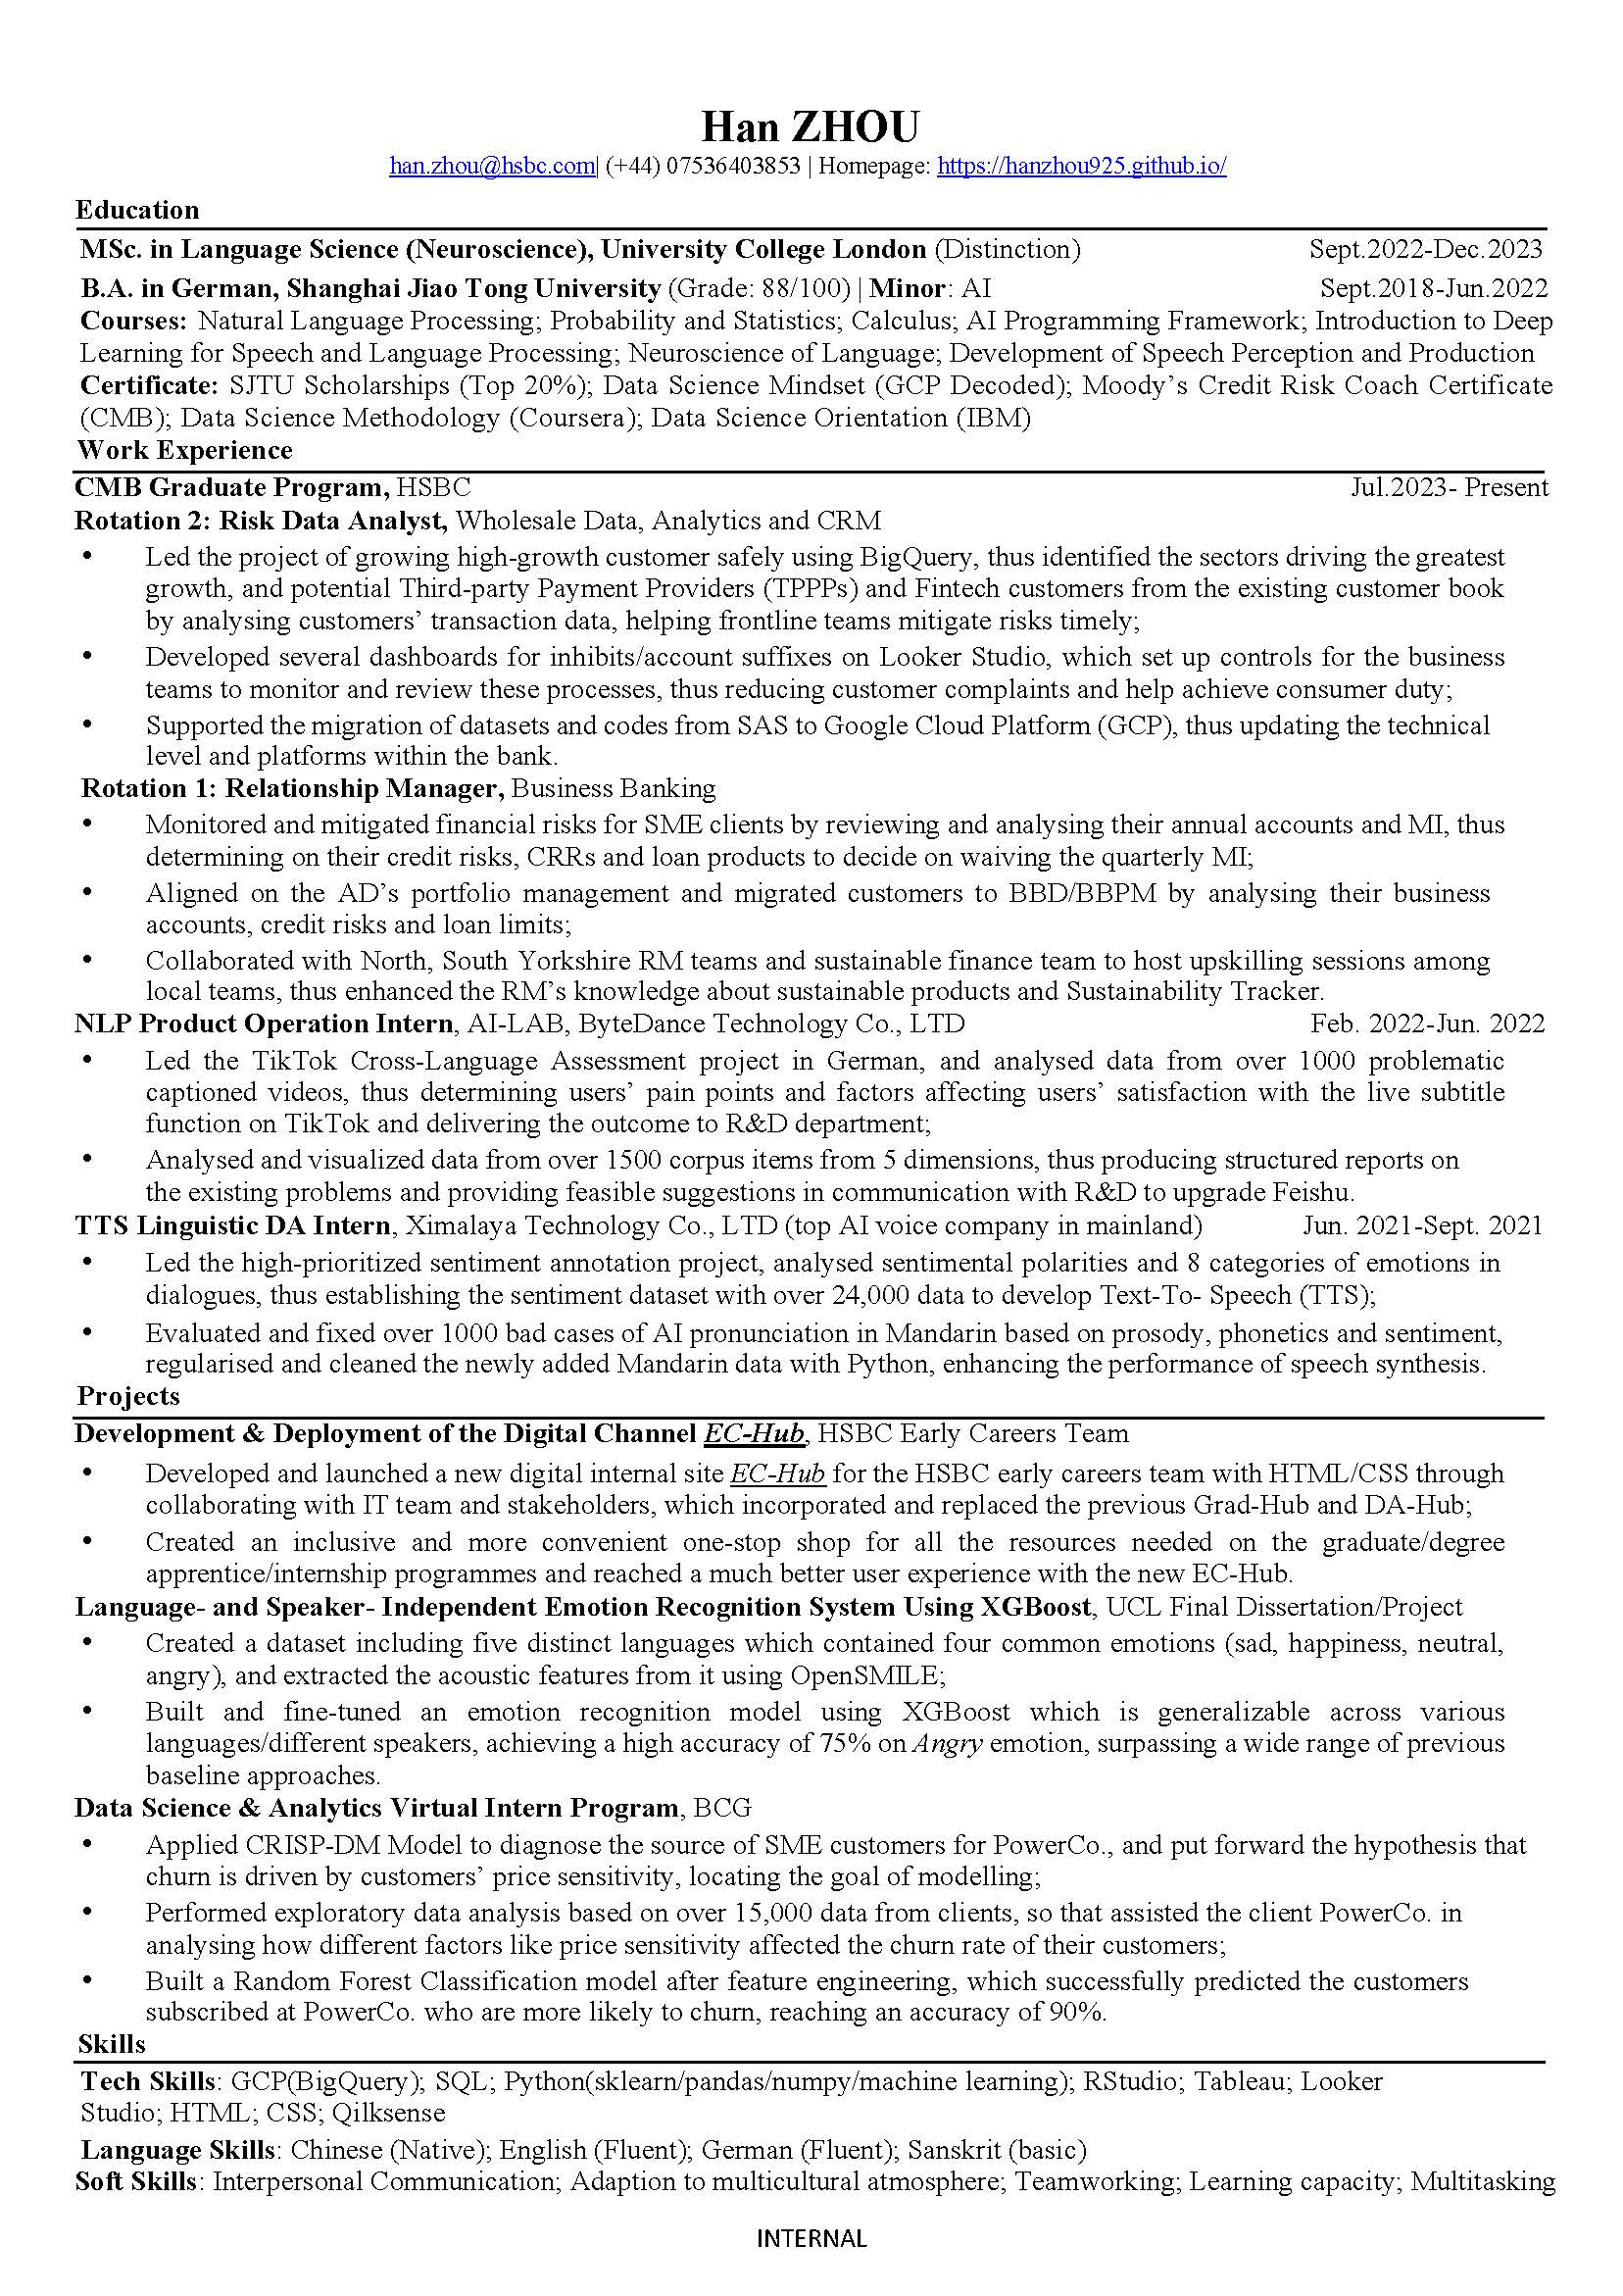 Han ZHOU
han.zhou@hsbc.com| (+44) 07536403853 | Homepage: https://hanzhou925.github.io/
Education
MSc. in Language Science (Neuroscience), University College London (Distinction) Sept.2022-Dec.2023
B.A. in German, Shanghai Jiao Tong University (Grade: 88/100) | Minor: AI Sept.2018-Jun.2022
Courses: Natural Language Processing; Probability and Statistics; Calculus; AI Programming Framework; Introduction to Deep
Learning for Speech and Language Processing; Neuroscience of Language; Development of Speech Perception and Production
Certificate: SJTU Scholarships (Top 20%); Data Science Mindset (GCP Decoded); Moody's Credit Risk Coach Certificate
(CMB); Data Science Methodology (Coursera); Data Science Orientation (IBM)
Work Experience
CMB Graduate Program, HSBC Jul.2023- Present
Rotation 2: Risk Data Analyst, Wholesale Data, Analytics and CRM
• Led the project of growing high-growth customer safely using BigQuery, thus identified the sectors driving the greatest
growth, and potential Third-party Payment Providers (TPPPs) and Fintech customers from the existing customer book
by analysing customers' transaction data, helping frontline teams mitigate risks timely;
• Developed several dashboards for inhibits/account suffixes on Looker Studio, which set up controls for the business
teams to monitor and review these processes, thus reducing customer complaints and help achieve consumer duty;
• Supported the migration of datasets and codes from SAS to Google Cloud Platform (GCP), thus updating the technical
level and platforms within the bank.
Rotation 1: Relationship Manager, Business Banking
• Monitored and mitigated financial risks for SME clients by reviewing and analysing their annual accounts and MI, thus
determining on their credit risks, CRRs and loan products to decide on waiving the quarterly MI;
• Aligned on the AD's portfolio management and migrated customers to BBD/BBPM by analysing their business
accounts, credit risks and loan limits;
• Collaborated with North, South Yorkshire RM teams and sustainable finance team to host upskilling sessions among
local teams, thus enhanced the RM's knowledge about sustainable products and Sustainability Tracker.
NLP Product Operation Intern, AI-LAB, ByteDance Technology Co., LTD Feb. 2022-Jun. 2022
• Led the TikTok Cross-Language Assessment project in German, and analysed data from over 1000 problematic
captioned videos, thus determining users' pain points and factors affecting users' satisfaction with the live subtitle
function on TikTok and delivering the outcome to R&D department;
• Analysed and visualized data from over 1500 corpus items from 5 dimensions, thus producing structured reports on
the existing problems and providing feasible suggestions in communication with R&D to upgrade Feishu.
TTS Linguistic DA Intern, Ximalaya Technology Co., LTD (top AI voice company in mainland) Jun. 2021-Sept. 2021
• Led the high-prioritized sentiment annotation project, analysed sentimental polarities and 8 categories of emotions in
dialogues, thus establishing the sentiment dataset with over 24,000 data to develop Text-To- Speech (TTS);
• Evaluated and fixed over 1000 bad cases of AI pronunciation in Mandarin based on prosody, phonetics and sentiment,
regularised and cleaned the newly added Mandarin data with Python, enhancing the performance of speech synthesis.
Projects
Development & Deployment of the Digital Channel EC-Hub, HSBC Early Careers Team
• Developed and launched a new digital internal site EC-Hub for the HSBC early careers team with HTML/CSS through
collaborating with IT team and stakeholders, which incorporated and replaced the previous Grad-Hub and DA-Hub;
• Created an inclusive and more convenient one-stop shop for all the resources needed on the graduate/degree
apprentice/internship programmes and reached a much better user experience with the new EC-Hub.
Language- and Speaker- Independent Emotion Recognition System Using XGBoost, UCL Final Dissertation/Project
• Created a dataset including five distinct languages which contained four common emotions (sad, happiness, neutral,
angry), and extracted the acoustic features from it using OpenSMILE;
• Built and fine-tuned an emotion recognition model using XGBoost which is generalizable across various
languages/different speakers, achieving a high accuracy of 75% on Angry emotion, surpassing a wide range of previous
baseline approaches.
Data Science & Analytics Virtual Intern Program, BCG
• Applied CRISP-DM Model to diagnose the source of SME customers for PowerCo., and put forward the hypothesis that
churn is driven by customers' price sensitivity, locating the goal of modelling;
• Performed exploratory data analysis based on over 15,000 data from clients, so that assisted the client PowerCo. in
analysing how different factors like price sensitivity affected the churn rate of their customers;
• Built a Random Forest Classification model after feature engineering, which successfully predicted the customers
subscribed at PowerCo. who are more likely to churn, reaching an accuracy of 90%.
Skills
Tech Skills: GCP(BigQuery); SQL; Python(sklearn/pandas/numpy/machine learning); RStudio; Tableau; Looker
Studio; HTML; CSS; Qilksense
Language Skills: Chinese (Native); English (Fluent); German (Fluent); Sanskrit (basic)
Soft Skills: Interpersonal Communication; Adaption to multicultural atmosphere; Teamworking; Learning capacity; Multitasking
INTERNAL